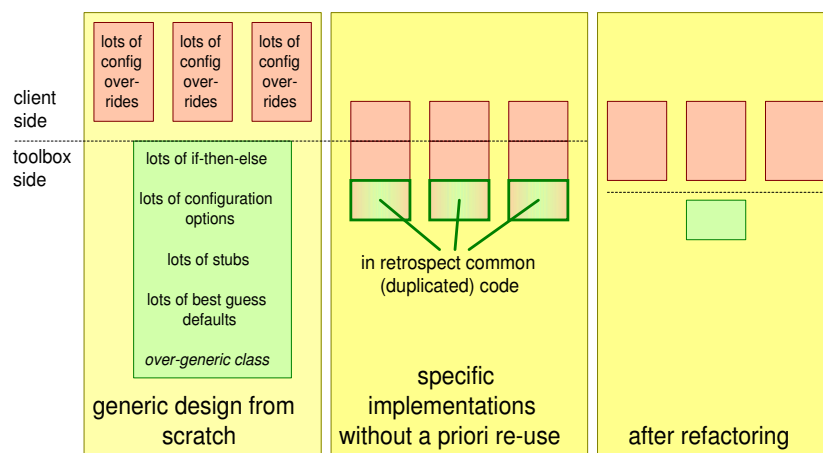 lots of
config
over-
rides
lots of
config
over-
rides
lots of
config
over-
rides
client
side
toolbox
side
lots of if-then-else
lots of configuration
options
lots of stubs
lots of best guess
defaults
over-generic class
generic design from
scratch
in retrospect common
(duplicated) code
specific
implementations
without a priori re-use
after refactoring